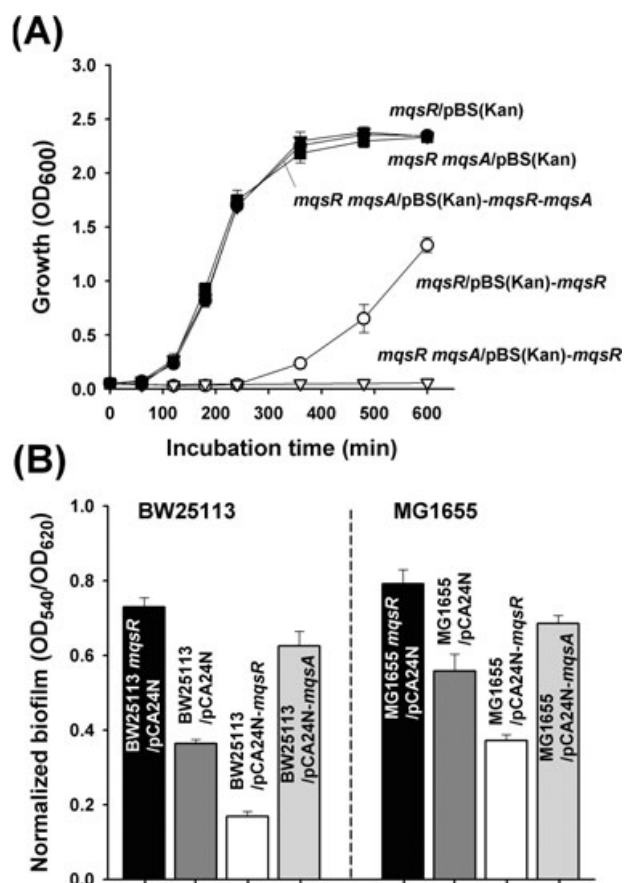 (A)
3.0
2.5
2.0
1.5
1.0
0.5
0.0
Growth (OD600)
mqsR/pBS(Kan)
mqsR mqsA/pBS(Kan)
mqsR mqsA/pBS(Kan)-mqsR-mqsA
mqsR/pBS(Kan)-mqsR
mqsR mqsA/pBS(Kan)-mqsR
0 100 200 300 400 500 600
Incubation time (min)
(B)
1.0
0.8
0.6
0.4
0.2
0.0
Normalized biofilm (OD540/OD620)
BW25113
MG1655
BW25113 mqsR
/pCA24N
BW25113
/pCA24N
BW25113
/pCA24N-mqsR
BW25113
/pCA24N-mqsA
MG1655 mqsR
/pCA24N
MG1655
/pCA24N
MG1655
/pCA24N-mqsR
MG1655
/pCA24N-mqsA